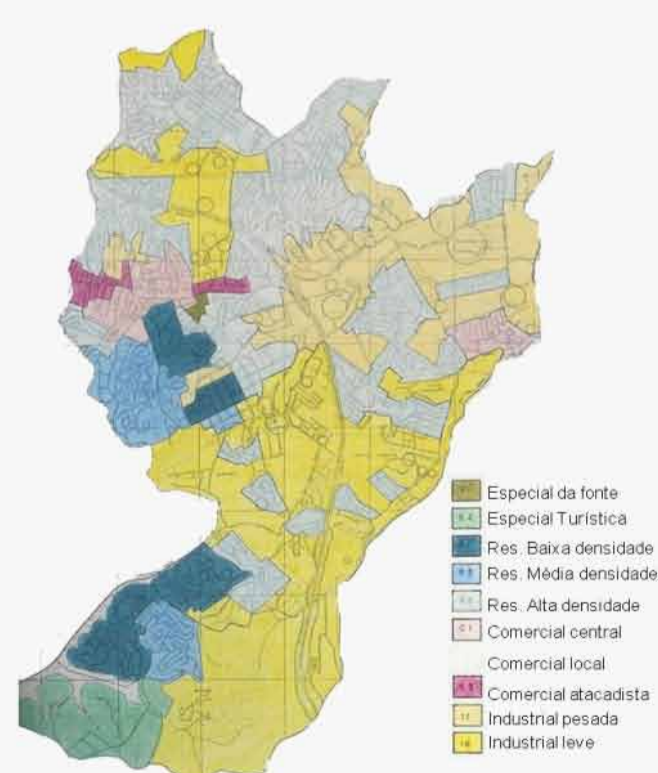 Especial da fonte
Especial Turística
Res. Baixa densidade
Res. Média densidade
Res. Alta densidade
Comercial central
Comercial local
Comercial atacadista
Industrial pesada
Industrial leve